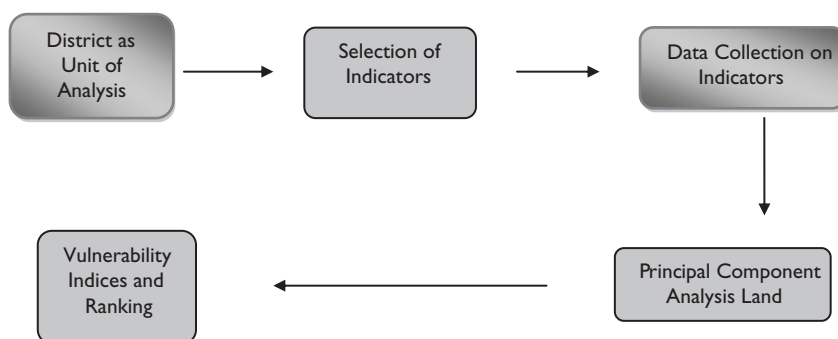 District as
Unit of
Analysis
Selection of
Indicators
Data Collection on
Indicators
Principal Component
Analysis Land
Vulnerability
Indices and
Ranking